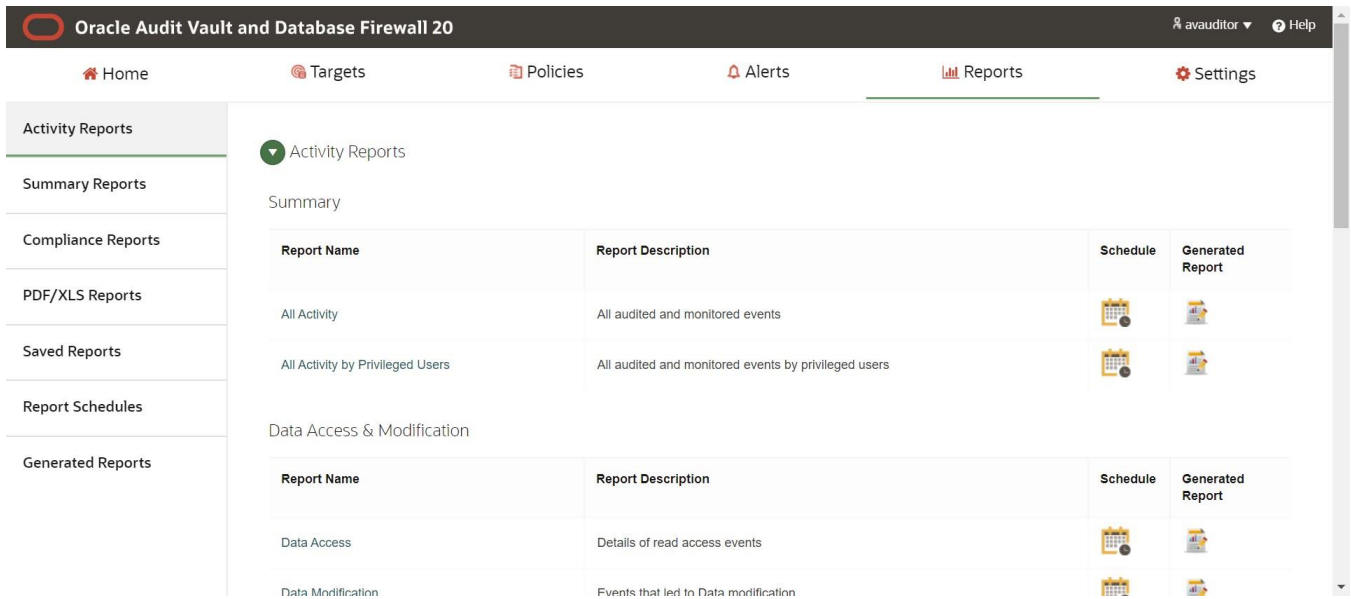 Oracle Audit Vault and Database Firewall 20
avauditor
Help
Home
Targets
Policies
Alerts
Reports
Settings
Activity Reports
Summary Reports
Compliance Reports
PDF/XLS Reports
Saved Reports
Report Schedules
Generated Reports
Activity Reports
Summary
Report Name
Report Description
Schedule
Generated
Report
All Activity
All audited and monitored events
All Activity by Privileged Users
All audited and monitored events by privileged users
Data Access & Modification
Report Name
Report Description
Schedule
Generated
Report
Data Access
Details of read access events
Data Modification
Events that led to Data modification